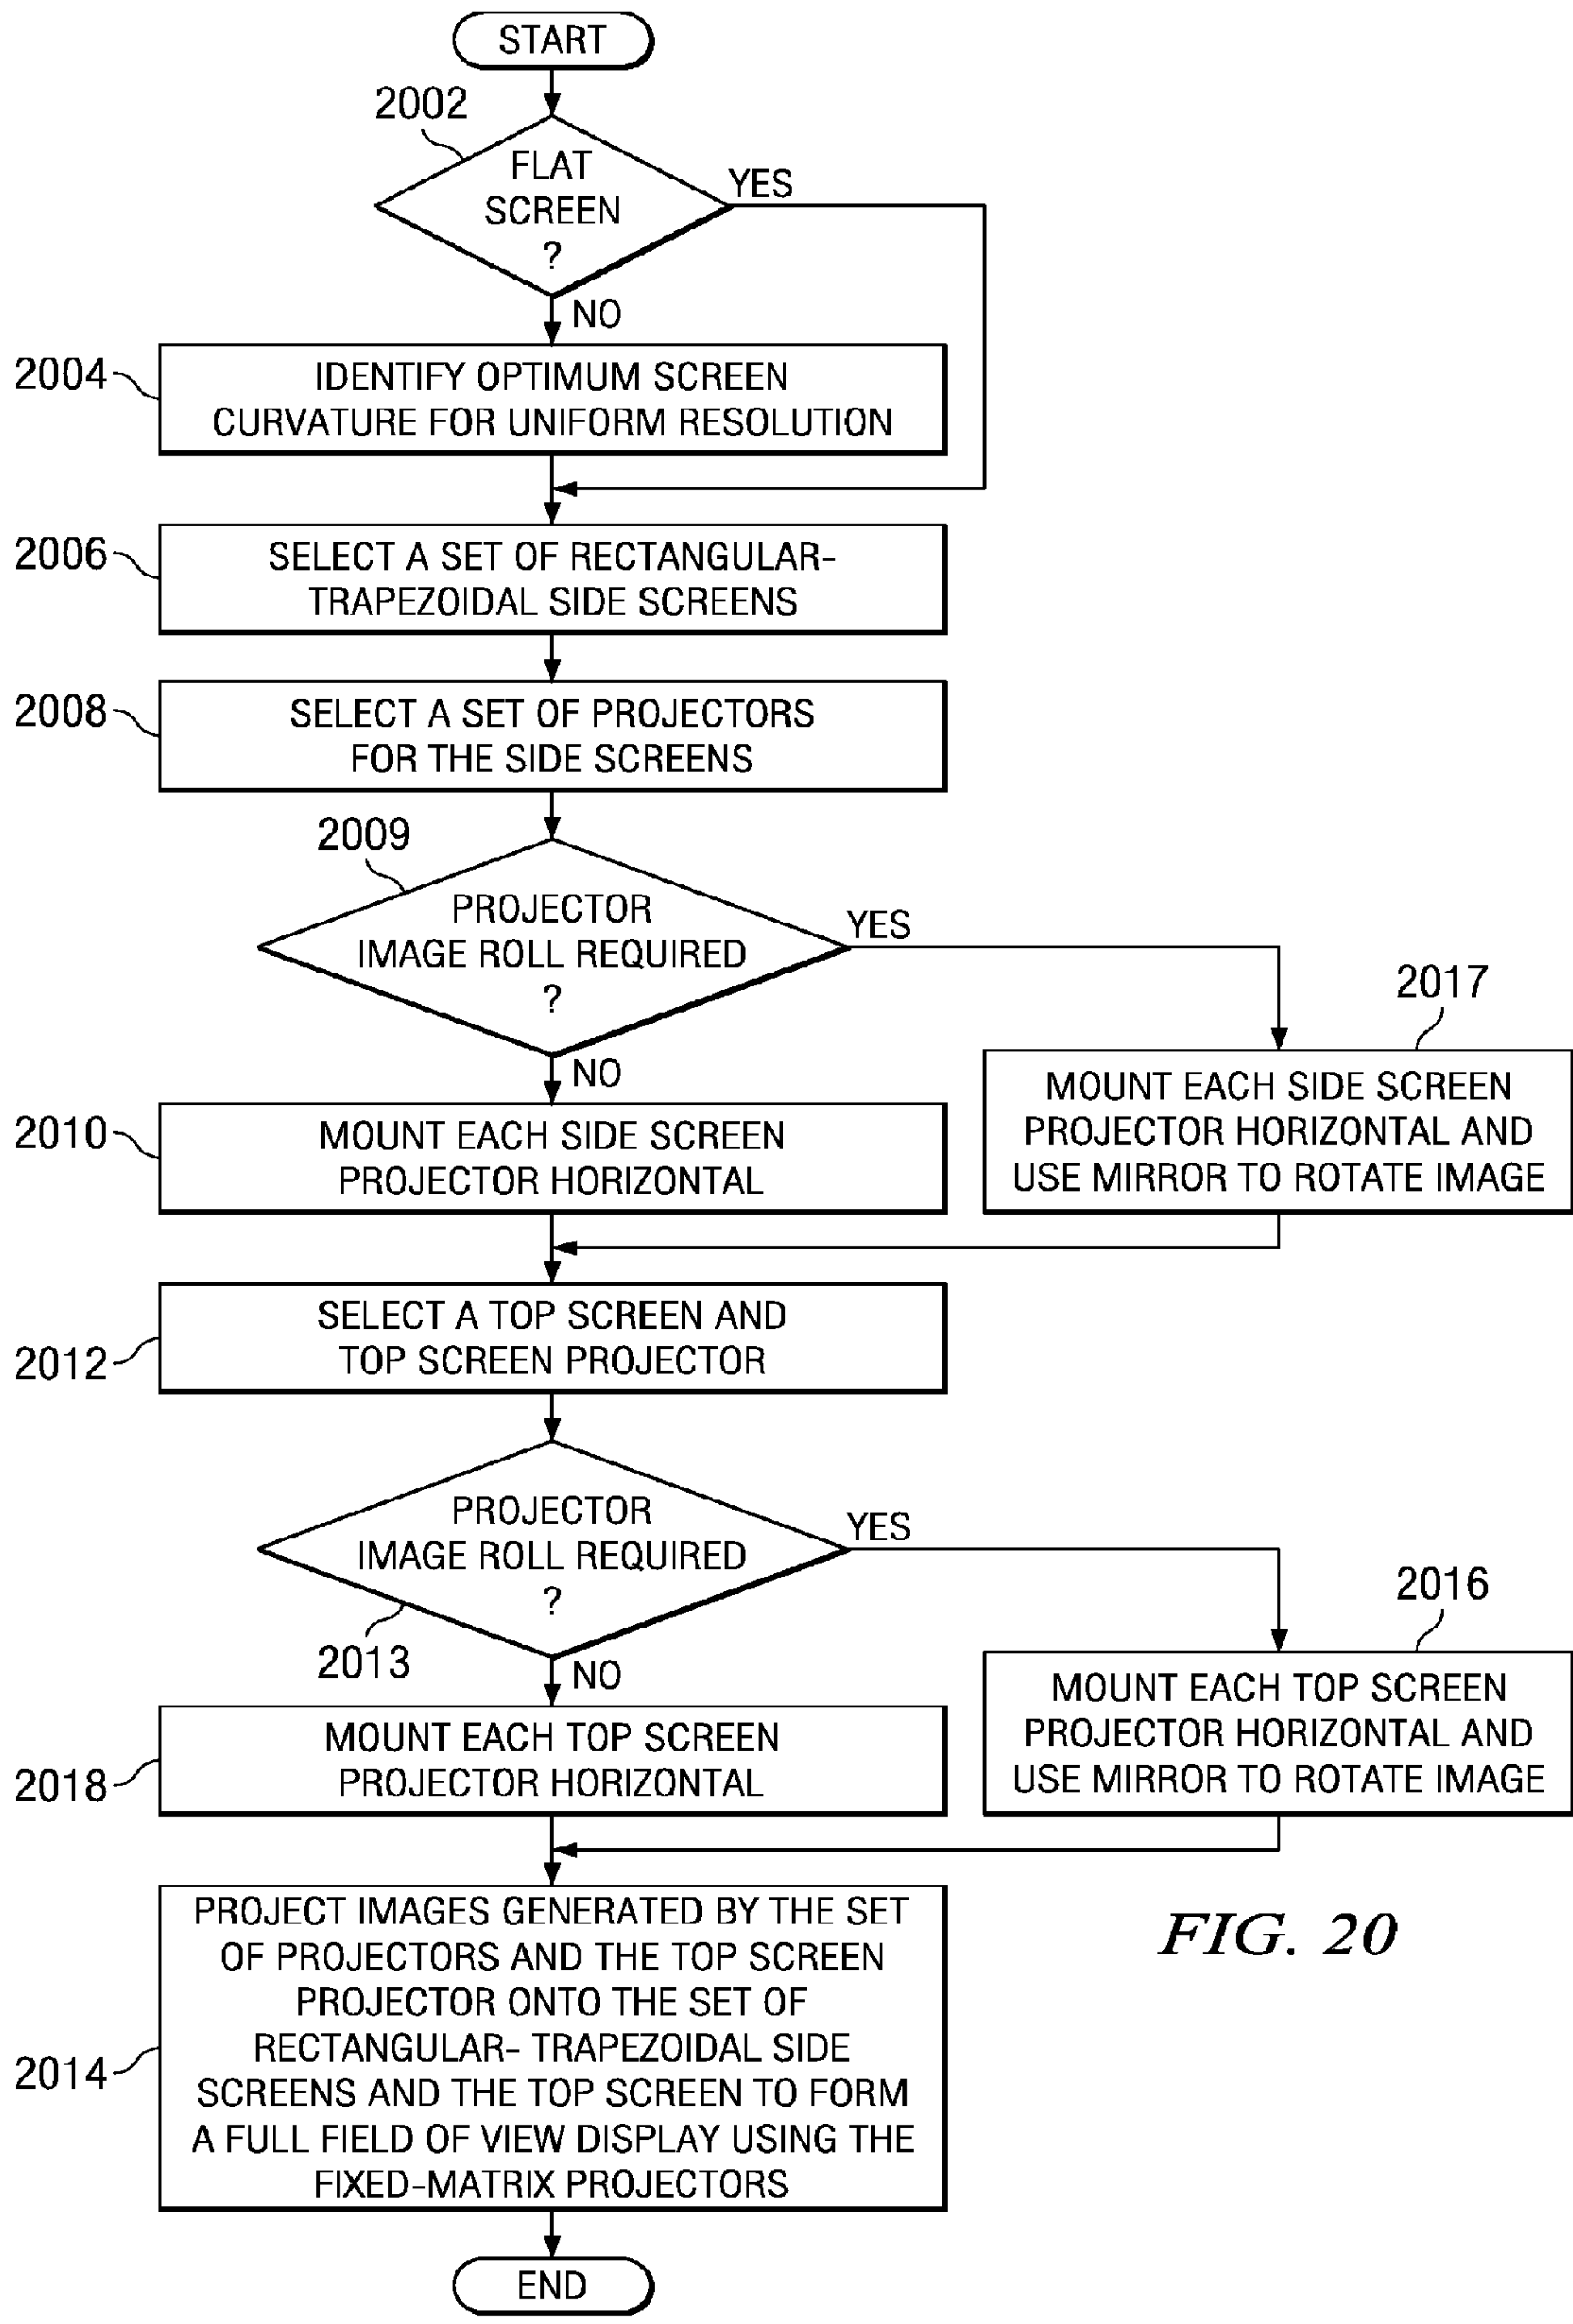 START
2002
FLAT
SCREEN
?
YES
NO
2004
IDENTIFY OPTIMUM SCREEN
CURVATURE FOR UNIFORM RESOLUTION
2006
SELECT A SET OF RECTANGULAR-
TRAPEZOIDAL SIDE SCREENS
2008
SELECT A SET OF PROJECTORS
FOR THE SIDE SCREENS
2009
PROJECTOR
IMAGE ROLL REQUIRED
?
YES
NO
2017
MOUNT EACH SIDE SCREEN
PROJECTOR HORIZONTAL AND
USE MIRROR TO ROTATE IMAGE
2010
MOUNT EACH SIDE SCREEN
PROJECTOR HORIZONTAL
2012
SELECT A TOP SCREEN AND
TOP SCREEN PROJECTOR
PROJECTOR
IMAGE ROLL REQUIRED
?
YES
2013
NO
2016
MOUNT EACH TOP SCREEN
PROJECTOR HORIZONTAL AND
USE MIRROR TO ROTATE IMAGE
2018
MOUNT EACH TOP SCREEN
PROJECTOR HORIZONTAL
2014
PROJECT IMAGES GENERATED BY THE SET
OF PROJECTORS AND THE TOP SCREEN
PROJECTOR ONTO THE SET OF
RECTANGULAR- TRAPEZOIDAL SIDE
SCREENS AND THE TOP SCREEN TO FORM
A FULL FIELD OF VIEW DISPLAY USING THE
FIXED-MATRIX PROJECTORS
FIG. 20
END